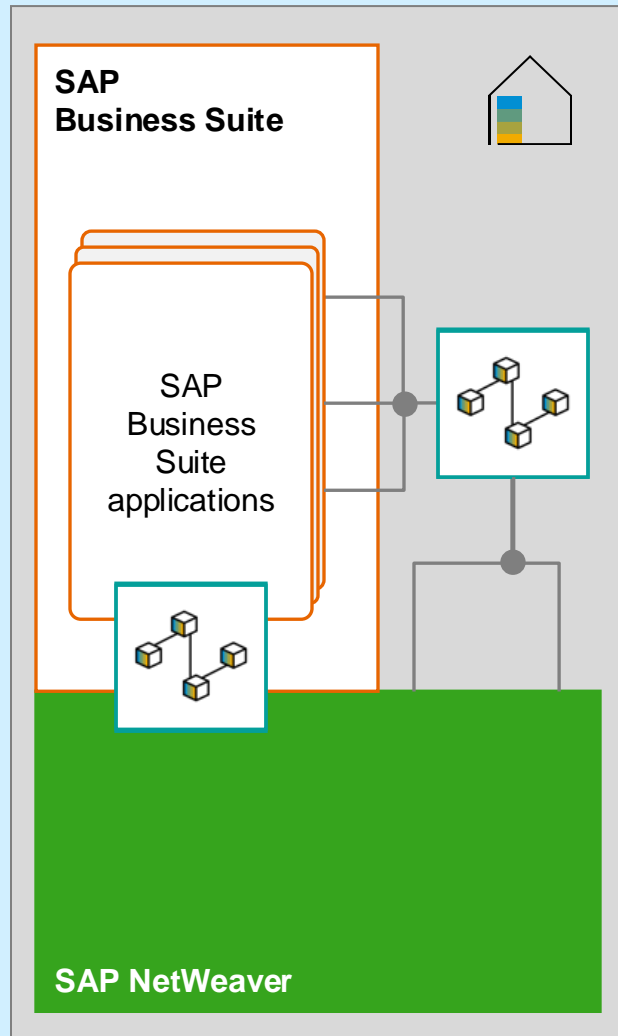 SAP
Business Suite
SAP
Business
Suite
applications
SAP NetWeaver